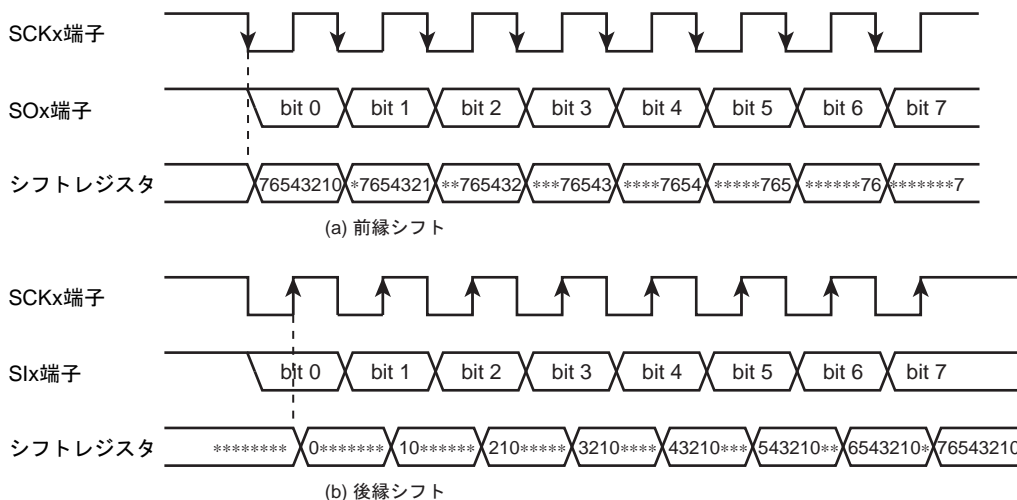 SCKx端子
SOx端子 bit 0 bit 1 bit 2 bit 3 bit 4 bit 5 bit 6 bit 7
シフトレジスタ 76543210 *7654321 **765432 ***76543 ****7654 *****765 ******76 *******7
(a) 前縁シフト
SCKx端子
SIx端子 bit 0 bit 1 bit 2 bit 3 bit 4 bit 5 bit 6 bit 7
シフトレジスタ ******** 0******* 10****** 210***** 3210**** 43210*** 543210** 6543210* 76543210
(b) 後縁シフト